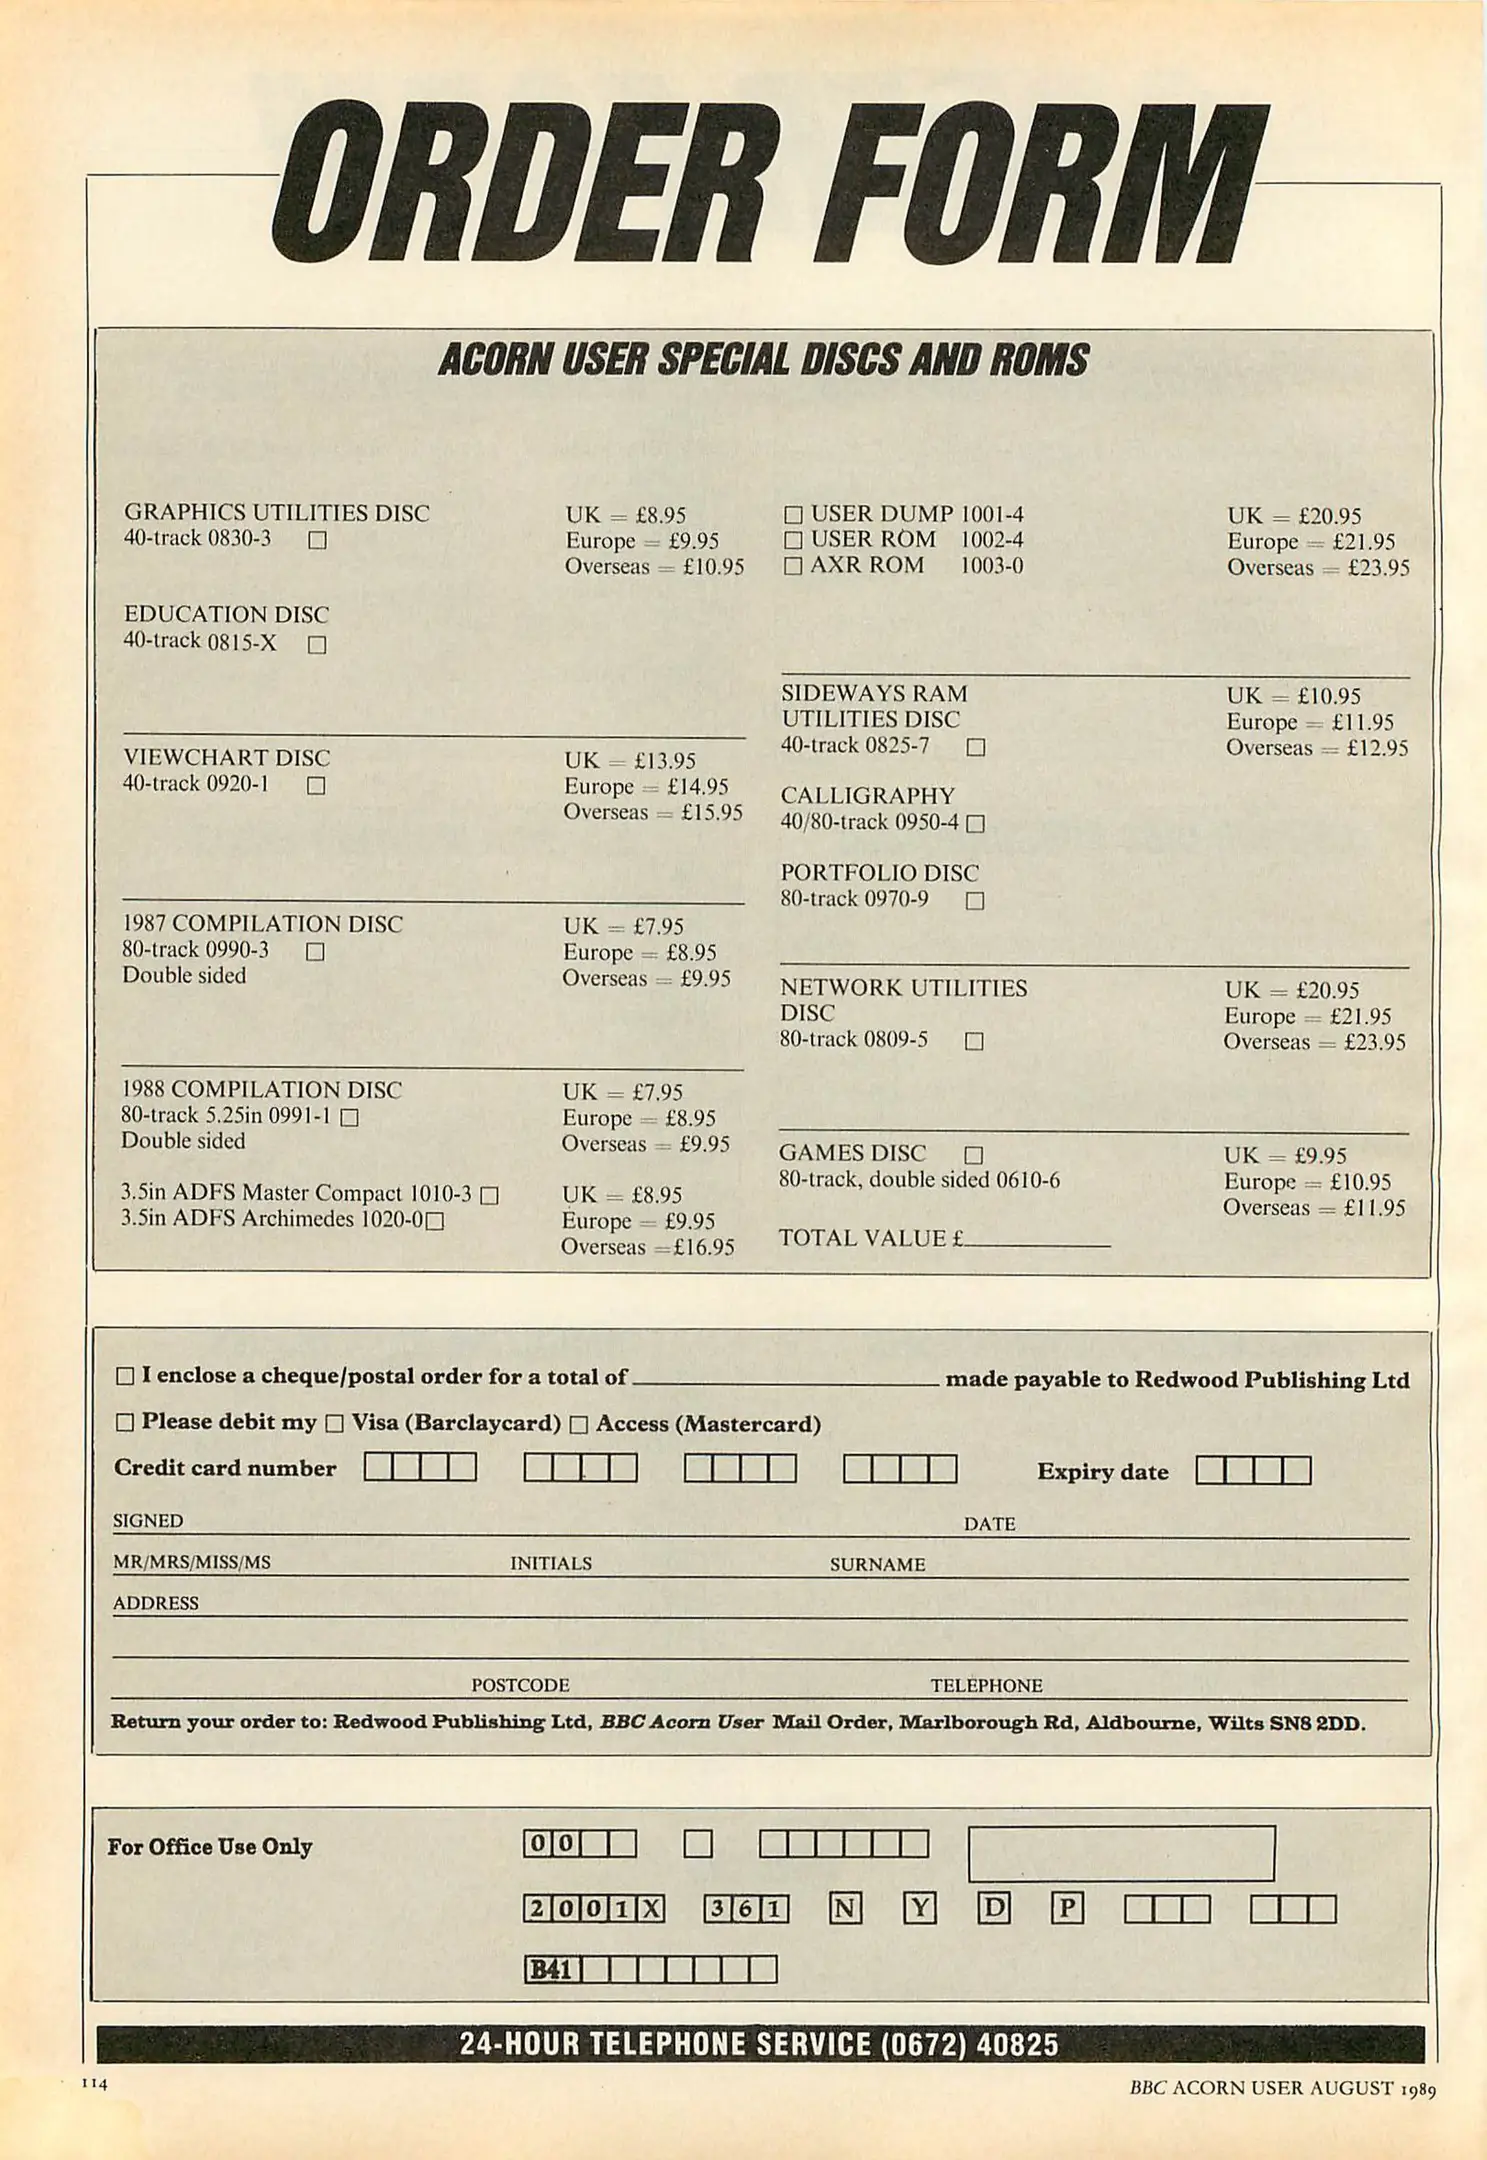 ORDER FORM
ACORN USER SPECIAL DISCS AND ROMS
GRAPHICS UTILITIES DISC
40-track 0830-3 □
UK = £8.95
Europe = £9.95
Overseas = £10.95
EDUCATION DISC
40-track 0815-X □
VIEWCHART DISC
40-track 0920-1 □
UK = £13.95
Europe = £14.95
Overseas = £15.95
1987 COMPILATION DISC
80-track 0990-3 □
Double sided
UK = £7.95
Europe = £8.95
Overseas = £9.95
1988 COMPILATION DISC
80-track 5.25in 0991-1 □
Double sided
UK = £7.95
Europe = £8.95
Overseas = £9.95
3.5in ADFS Master Compact 1010-3 □
3.5in ADFS Archimedes 1020-0□
UK = £8.95
Europe = £9.95
Overseas =£16.95
□ USER DUMP 1001-4
□ USER ROM 1002-4
□ AXR ROM 1003-0
UK = £20.95
Europe = £21.95
Overseas = £23.95
SIDEWAYS RAM
UTILITIES DISC
40-track 0825-7 □
UK = £10.95
Europe = £11.95
Overseas = £12.95
CALLIGRAPHY
40/80-track 0950-4 □
PORTFOLIO DISC
80-track 0970-9 □
NETWORK UTILITIES
DISC
80-track 0809-5 □
UK = £20.95
Europe = £21.95
Overseas = £23.95
GAMES DISC □
80-track, double sided 0610-6
UK = £9.95
Europe = £10.95
Overseas = £11.95
TOTAL VALUE £
□ I enclose a cheque/postal order for a total of made payable to Redwood Publishing Ltd
□ Please debit my □ Visa (Barclaycard) □ Access (Mastercard)
Credit card number Expiry date
SIGNED DATE
MR/MRS/MISS/MS INITIALS SURNAME
ADDRESS
POSTCODE TELEPHONE
Return your order to: Redwood Publishing Ltd, BBC Acorn User Mail Order, Marlborough Rd, Aldbourne, Wilts SN8 2DD.
For Office Use Only
0 0
2 0 0 1 X 3 6 1 N Y D P
B41
24-HOUR TELEPHONE SERVICE (0672) 40825
114
BBC ACORN USER AUGUST 1989